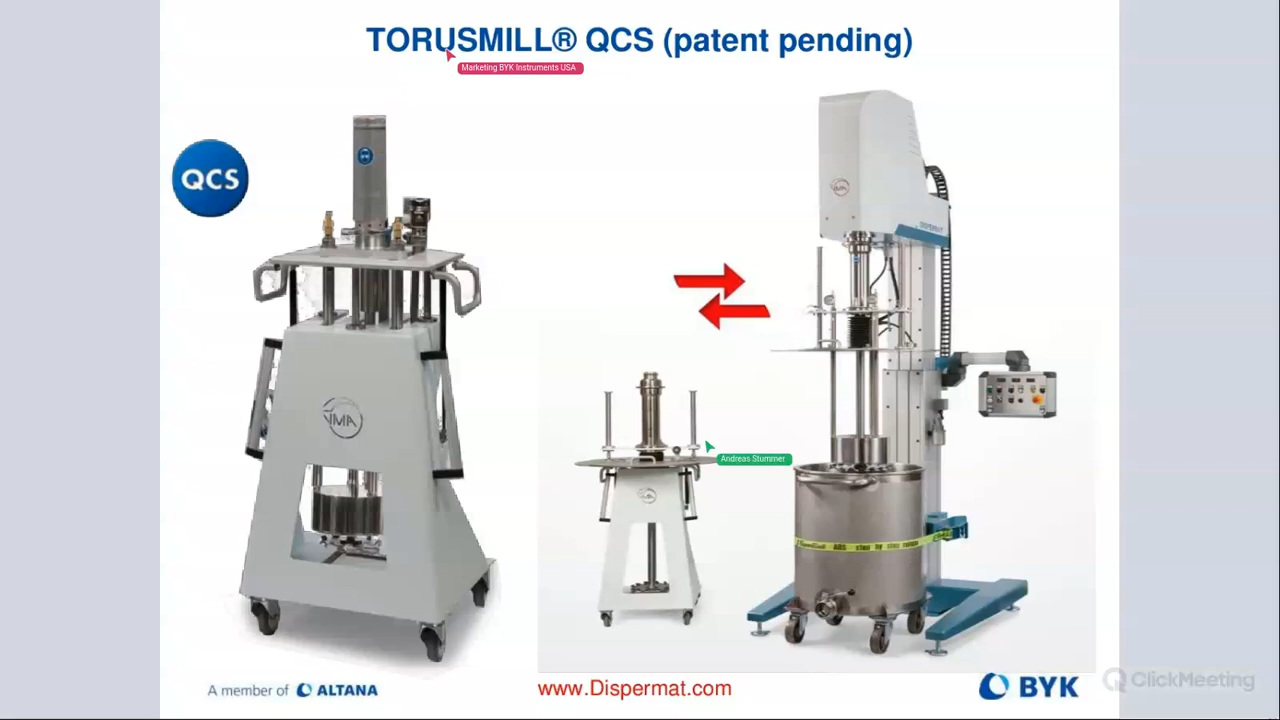 TORUSMILL® QCS (patent pending)
Marketing BYK Instruments USA
QCS
VMA
Andreas Stummer
A member of ALTANA
www.Dispermat.com
BYK
ClickMeeting